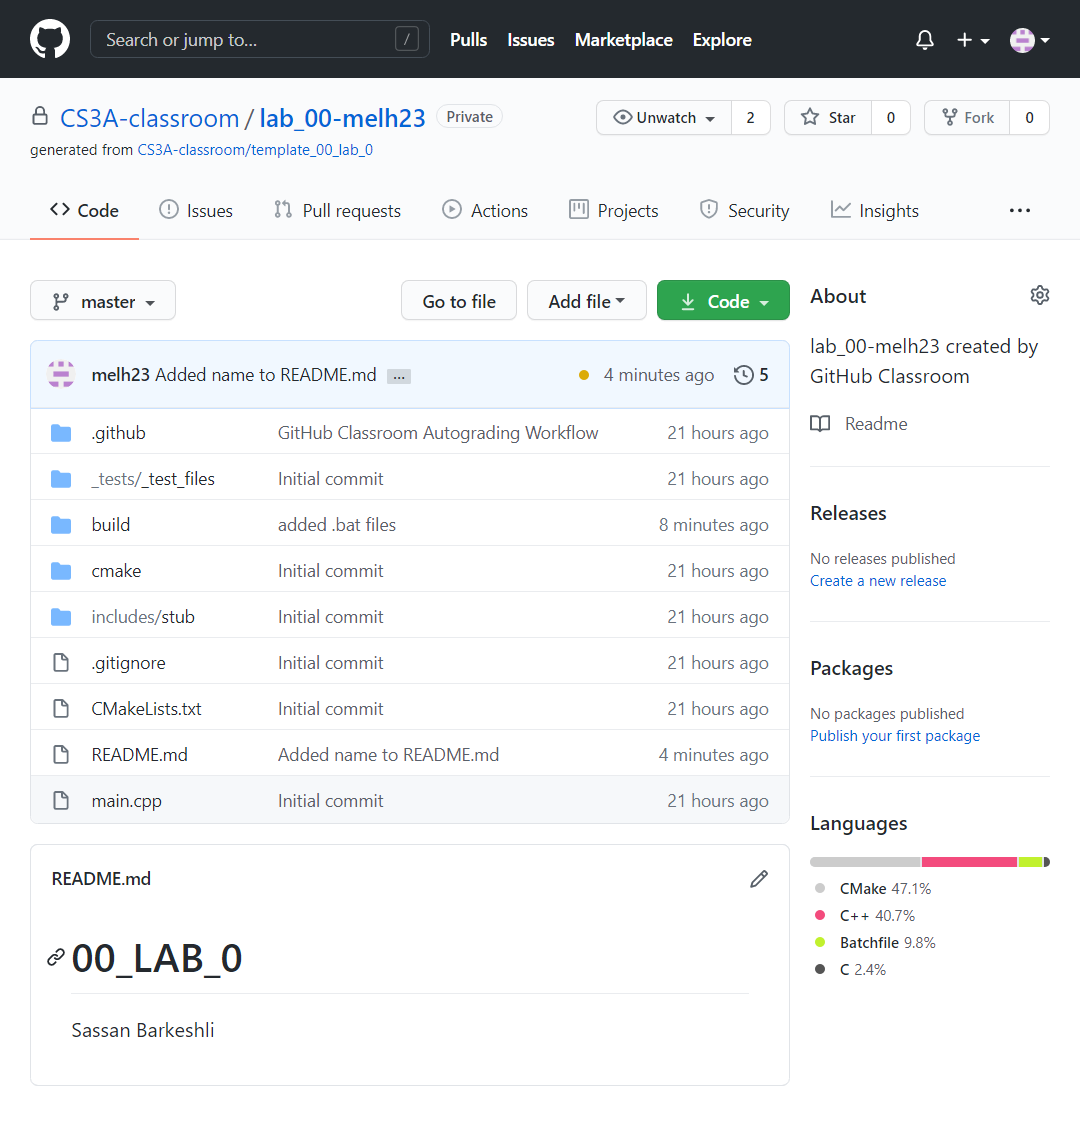 Search or jump to...
/
Pulls
Issues
Marketplace
Explore
CS3A-classroom / lab_00-melh23
Private
Unwatch
2
Star
0
Fork
0
generated from CS3A-classroom/template_00_lab_0
Code
Issues
Pull requests
Actions
Projects
Security
Insights
master
Go to file
Add file
Code
melh23 Added name to README.md
...
4 minutes ago
5
.github GitHub Classroom Autograding Workflow 21 hours ago
_tests/_test_files Initial commit 21 hours ago
build added .bat files 8 minutes ago
cmake Initial commit 21 hours ago
includes/stub Initial commit 21 hours ago
.gitignore Initial commit 21 hours ago
CMakeLists.txt Initial commit 21 hours ago
README.md Added name to README.md 4 minutes ago
main.cpp Initial commit 21 hours ago
README.md
00_LAB_0
Sassan Barkeshli
About
lab_00-melh23 created by
GitHub Classroom
Readme
Releases
No releases published
Create a new release
Packages
No packages published
Publish your first package
Languages
CMake 47.1%
C++ 40.7%
Batchfile 9.8%
C 2.4%